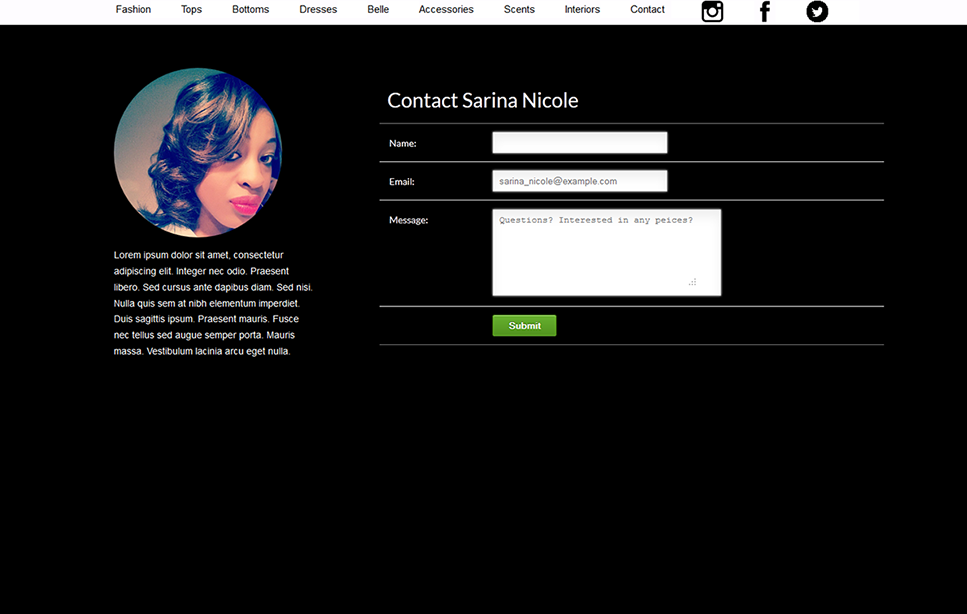 Fashion Tops Bottoms Dresses Belle Accessories Scents Interiors Contact
Contact Sarina Nicole
Name:
Email: sarina_nicole@example.com
Message: Questions? Interested in any peices?
Submit
Lorem ipsum dolor sit amet, consectetur
adipiscing elit. Integer nec odio. Praesent
libero. Sed cursus ante dapibus diam. Sed nisi.
Nulla quis sem at nibh elementum imperdiet.
Duis sagittis ipsum. Praesent mauris. Fusce
nec tellus sed augue semper porta. Mauris
massa. Vestibulum lacinia arcu eget nulla.